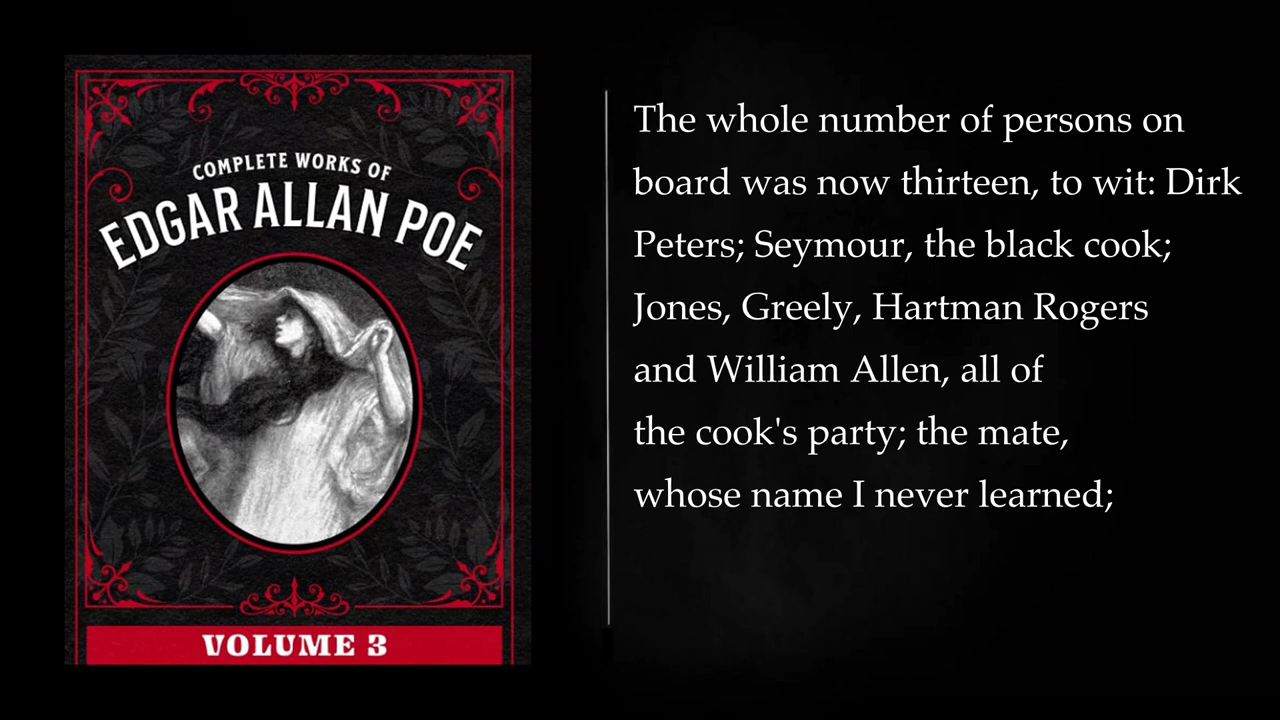 COMPLETE WORKS OF
EDGAR ALLAN POE
VOLUME 3
The whole number of persons on
board was now thirteen, to wit: Dirk
Peters; Seymour, the black cook;
Jones, Greely, Hartman Rogers
and William Allen, all of
the cook's party; the mate,
whose name I never learned;